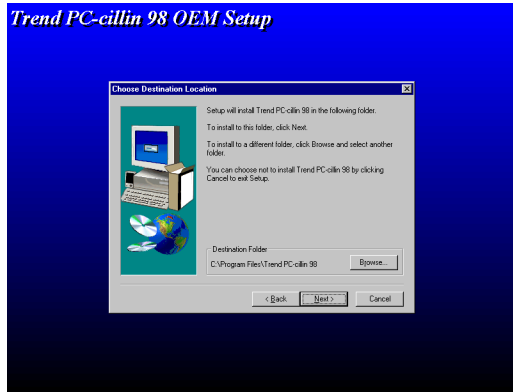 Trend PC-cillin 98 OEM Setup
Choose Destination Location
Setup will install Trend PC-cillin 98 in the following folder.
To install to this folder, click Next.
To install to a different folder, click Browse and select another
folder.
You can choose not to install Trend PC-cillin 98 by clicking
Cancel to exit Setup.
Destination Folder
C:\Program Files\Trend PC-cillin 98
Browse...
< Back
Next >
Cancel